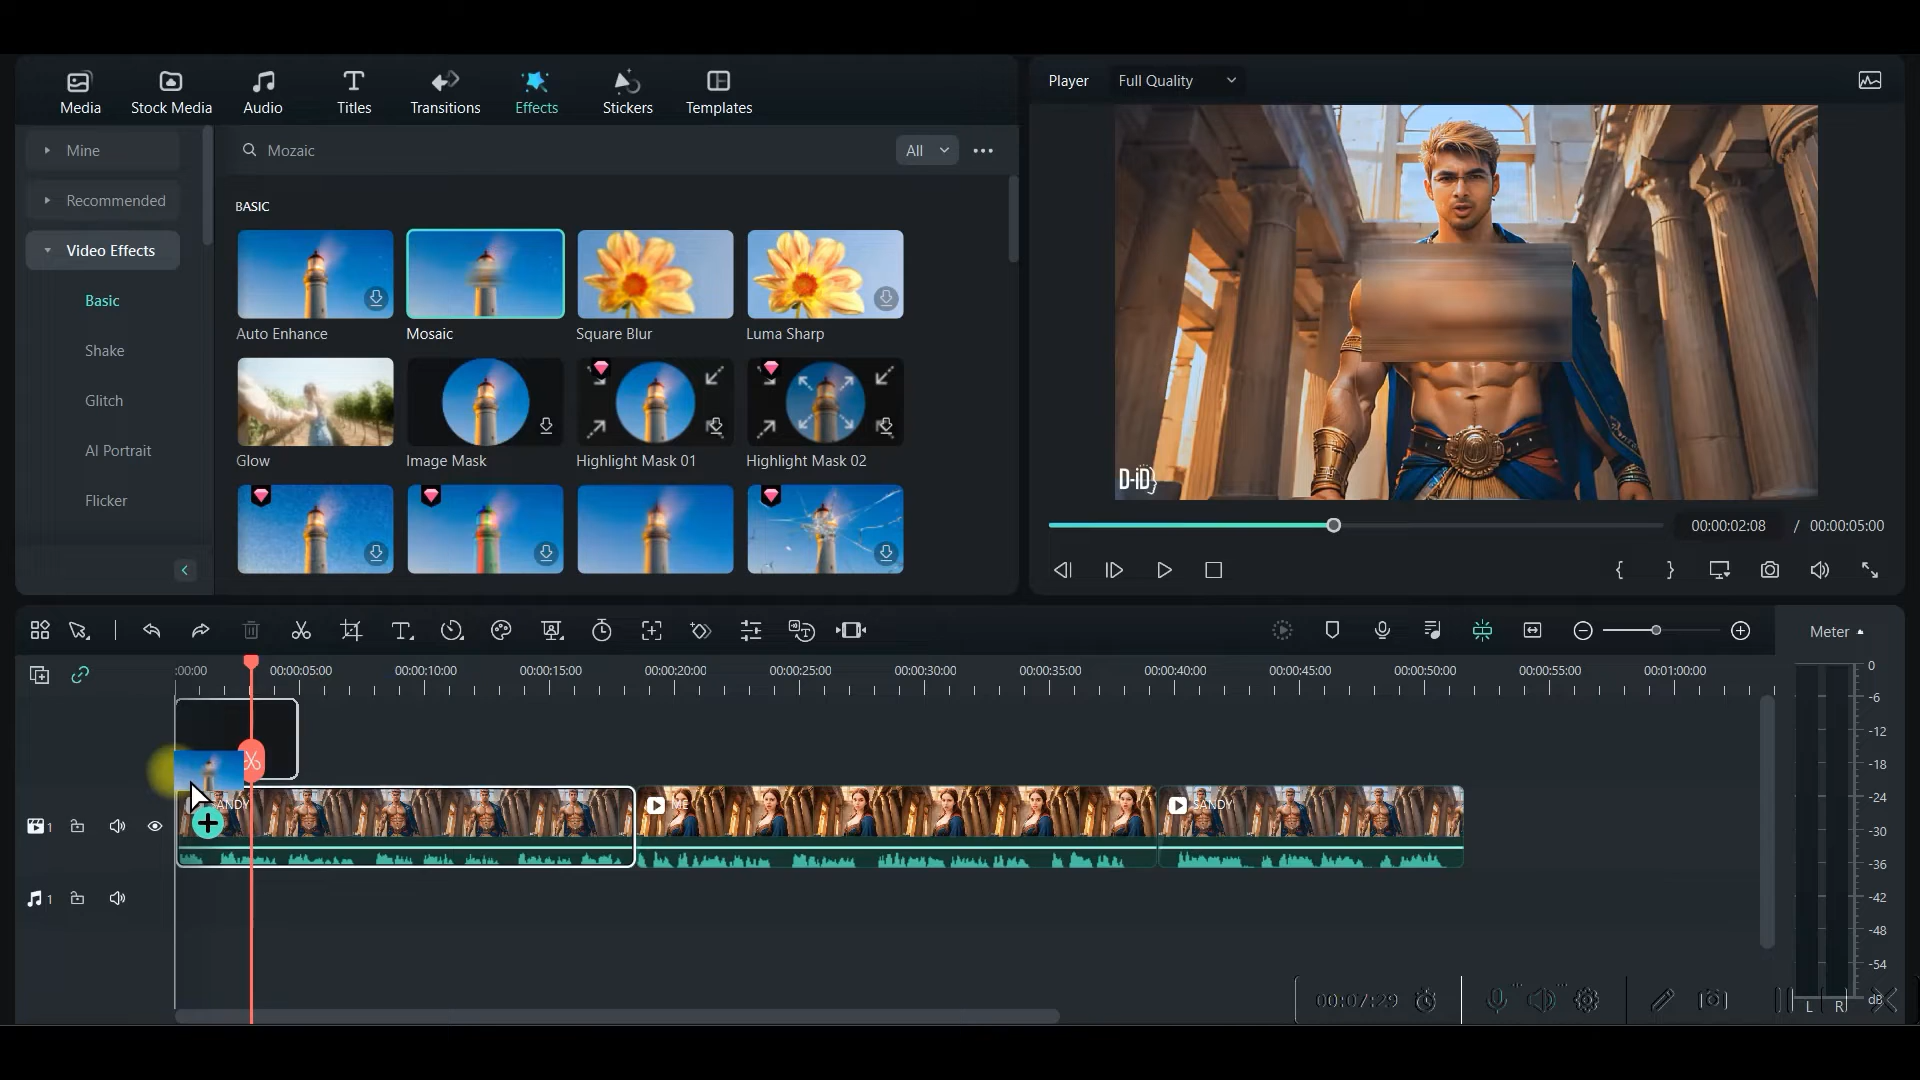 Media
Stock Media
Audio
Titles
Transitions
Effects
Stickers
Templates
Player
Full Quality
Mine
Recommended
Video Effects
Basic
Shake
Glitch
AI Portrait
Flicker
Mozaic
All
BASIC
Auto Enhance
Mosaic
Square Blur
Luma Sharp
Glow
Image Mask
Highlight Mask 01
Highlight Mask 02
D-iD
00:00:02:08 / 00:00:05:00
Meter
:00:00
00:00:05:00
00:00:10:00
00:00:15:00
00:00:20:00
00:00:25:00
00:00:30:00
00:00:35:00
00:00:40:00
00:00:45:00
00:00:50:00
00:00:55:00
00:01:00:00
SANDY
ME
SANDY
1
1
0
-6
-12
-18
-24
-30
-36
-42
-48
-54
dB
L R
00:07:29